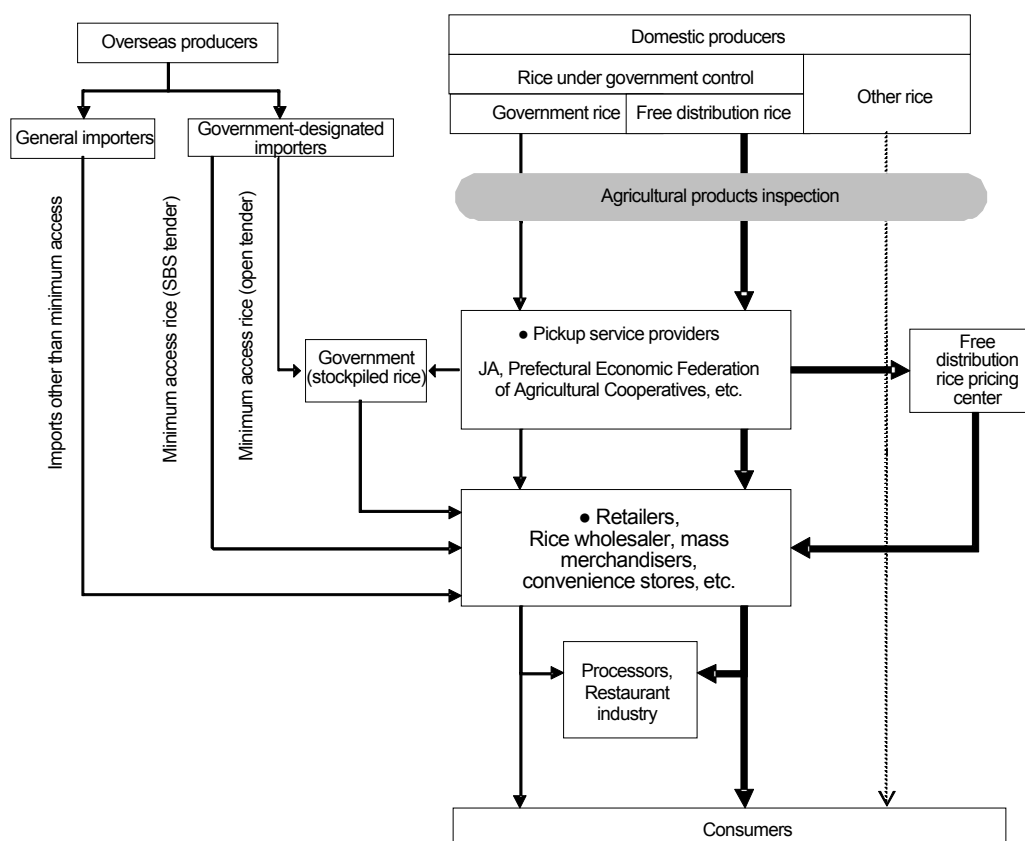 Overseas producers
Domestic producers
Rice under government control
Other rice
Government rice
Free distribution rice
General importers
Government-designated
importers
Agricultural products inspection
Imports other than minimum access
Minimum access rice (SBS tender)
Minimum access rice (open tender)
● Pickup service providers
JA, Prefectural Economic Federation
of Agricultural Cooperatives, etc.
Government
(stockpiled rice)
Free
distribution
rice pricing
center
● Retailers,
Rice wholesaler, mass
merchandisers,
convenience stores, etc.
Processors,
Restaurant
industry
Consumers